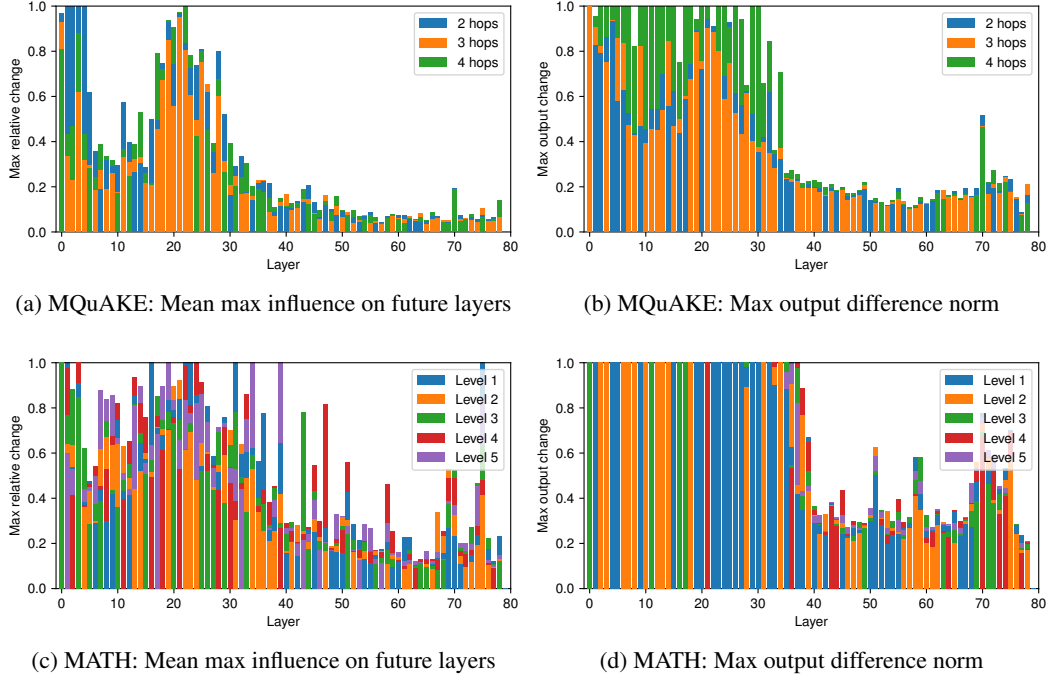 1.0
0.8
0.6
0.4
0.2
0.0
0 10 20 30 40 50 60 70 80
Max relative change
Layer
2 hops
3 hops
4 hops
(a) MQuAKE: Mean max influence on future layers
1.0
0.8
0.6
0.4
0.2
0.0
0 10 20 30 40 50 60 70 80
Max output change
Layer
2 hops
3 hops
4 hops
(b) MQuAKE: Max output difference norm
1.0
0.8
0.6
0.4
0.2
0.0
0 10 20 30 40 50 60 70 80
Max relative change
Layer
Level 1
Level 2
Level 3
Level 4
Level 5
(c) MATH: Mean max influence on future layers
1.0
0.8
0.6
0.4
0.2
0.0
0 10 20 30 40 50 60 70 80
Max output change
Layer
Level 1
Level 2
Level 3
Level 4
Level 5
(d) MATH: Max output difference norm